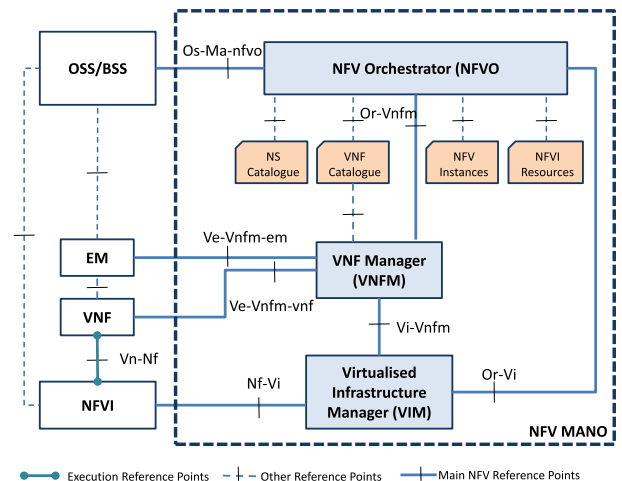 Os-Ma-nfvo
OSS/BSS
NFV Orchestrator (NFVO
Or-Vnfm
NS
Catalogue
VNF
Catalogue
NFV
Instances
NFVI
Resources
Ve-Vnfm-em
EM
VNF Manager
(VNFM)
Ve-Vnfm-vnf
VNF
Vi-Vnfm
Vn-Nf
Nf-Vi
Virtualised
Infrastructure
Manager (VIM)
Or-Vi
NFVI
NFV MANO
Execution Reference Points
Other Reference Points
Main NFV Reference Points